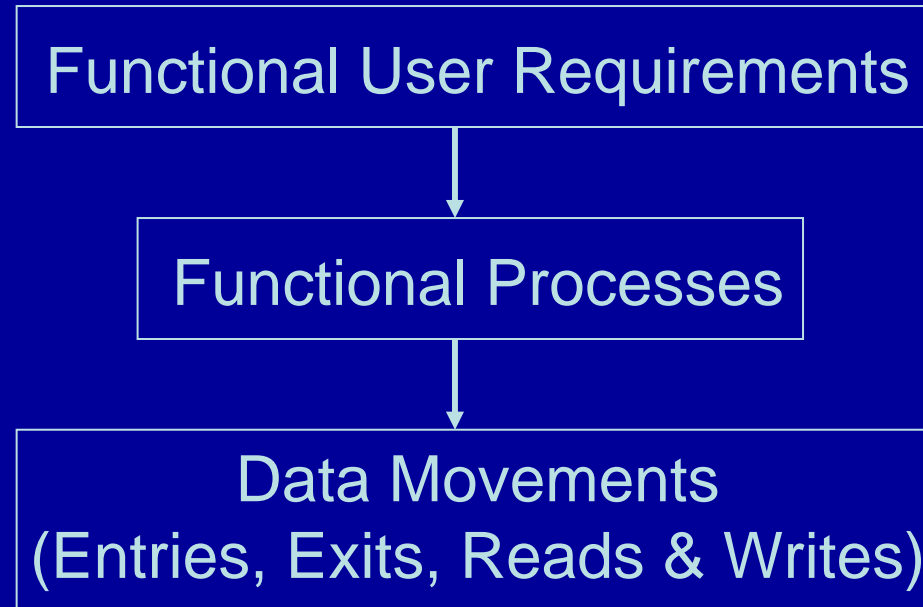 Functional User Requirements
Functional Processes
Data Movements
(Entries, Exits, Reads & Writes)